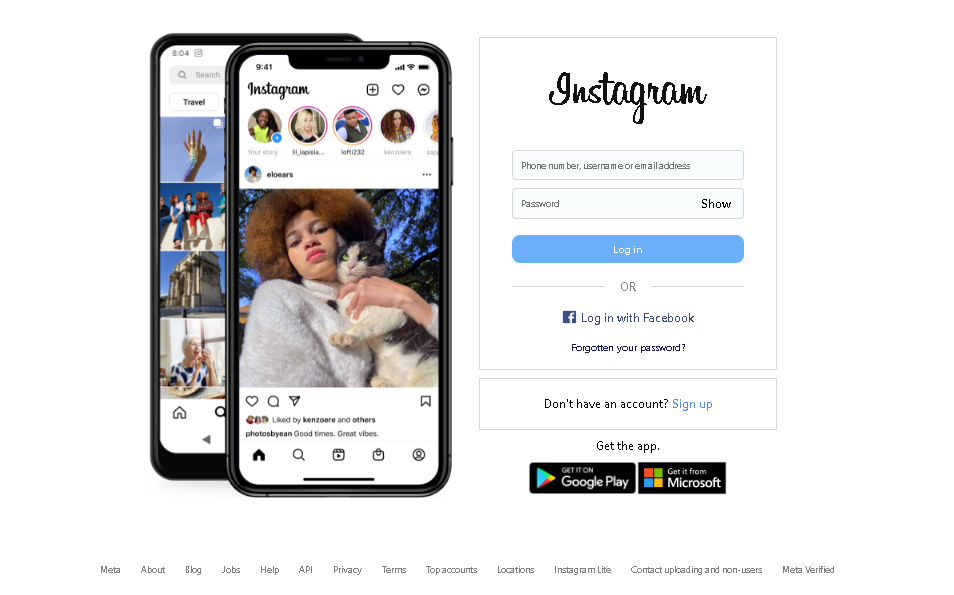 8:04
Search
Travel
9:41
Instagram
Your story
lil_lapisla...
lofti232
kenzoere
sapp
eloears
Liked by kenzoere and others
photosbyean Good times. Great vibes.
Instagram
Phone number, username or email address
Password
Show
Log in
OR
Log in with Facebook
Forgotten your password?
Don't have an account? Sign up
Get the app.
GET IT ON
Google Play
Get it from
Microsoft
Meta About Blog Jobs Help API Privacy Terms Top accounts Locations Instagram Lite Contact uploading and non-users Meta Verified